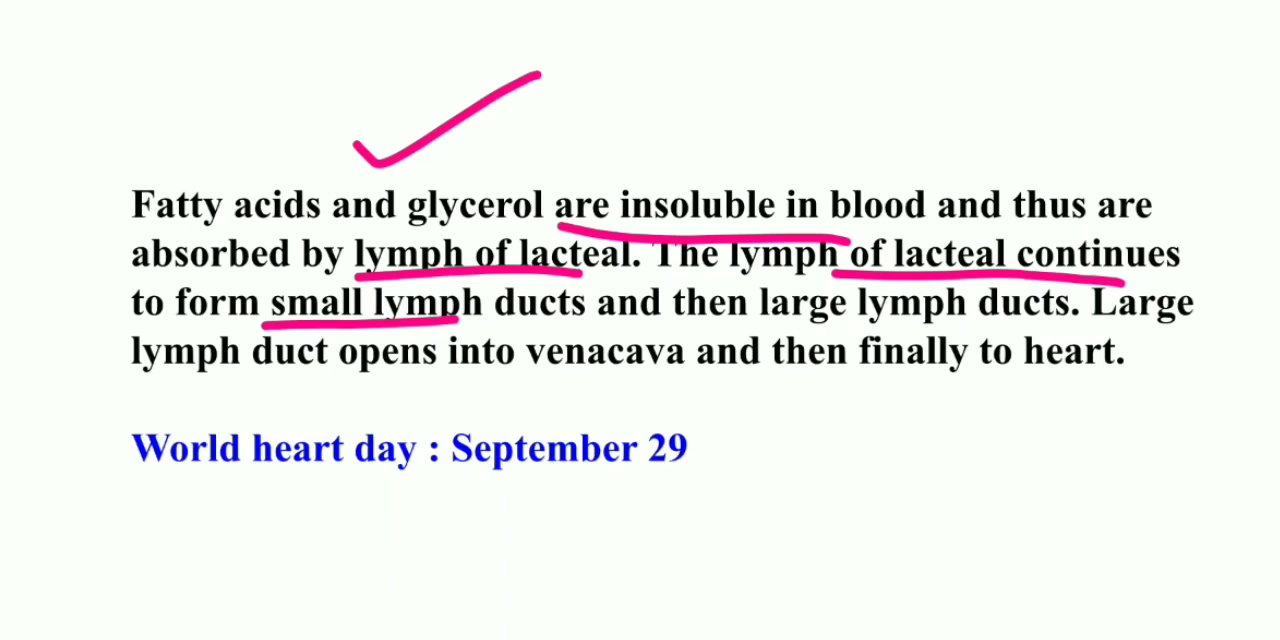 Fatty acids and glycerol are insoluble in blood and thus are
absorbed by lymph of lacteal. The lymph of lacteal continues
to form small lymph ducts and then large lymph ducts. Large
lymph duct opens into venacava and then finally to heart.
World heart day : September 29